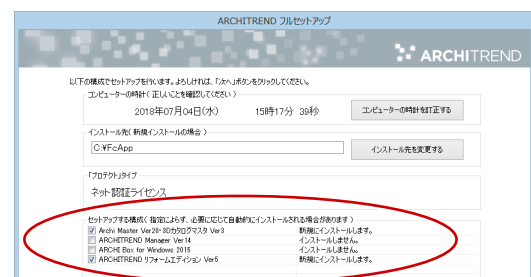 ARCHITREND フルセットアップ
ARCHITREND
以下の構成でセットアップを行います。よろしければ、「次へ」ボタンをクリックしてください。
コンピューターの時計( 正しいことを確認してください )
2018年07月04日(水) 15時17分 39秒 コンピューターの時計を訂正する
インストール先( 新規インストールの場合 )
C:¥FcApp インストール先を変更する
「プロテクト」タイプ
ネット認証ライセンス
セットアップする構成( 指定によらず、必要に応じて自動的にインストールされる場合があります )
Archi Master Ver20・3Dカタログマスタ Ver3 新規にインストールします。
ARCHITREND Manager Ver14 インストールしません。
ARCHI Box for Windows 2015 インストールしません。
ARCHITREND リフォームエディション Ver5 新規にインストールします。